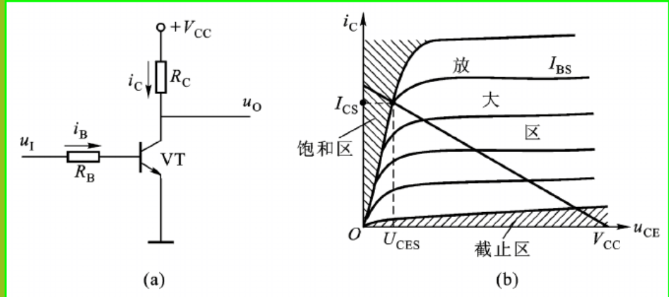 +V_CC
i_C
R_C
u_O
u_I
i_B
R_B
VT
(a)
i_C
放
I_BS
大
I_CS
区
饱和区
O
U_CES
截止区
V_CC
u_CE
(b)